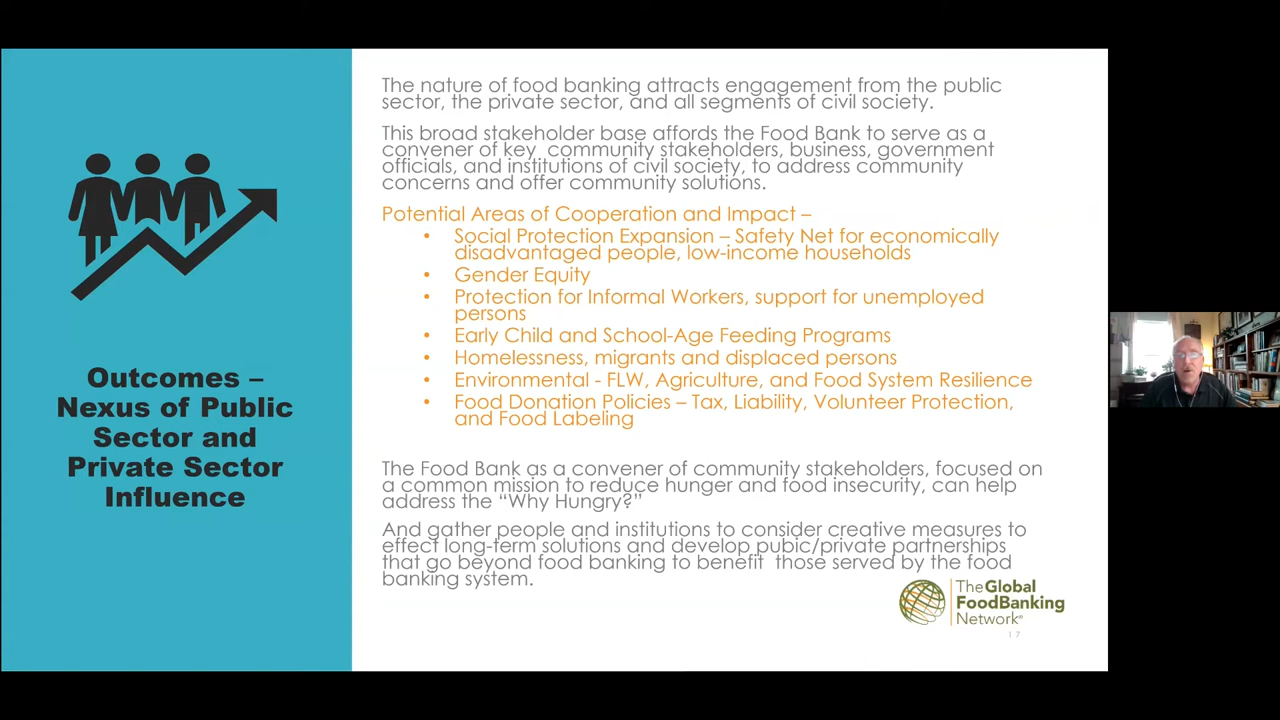 Outcomes –
Nexus of Public
Sector and
Private Sector
Influence
The nature of food banking attracts engagement from the public
sector, the private sector, and all segments of civil society.
This broad stakeholder base affords the Food Bank to serve as a
convener of key community stakeholders, business, government
officials, and institutions of civil society, to address community
concerns and offer community solutions.
Potential Areas of Cooperation and Impact –
• Social Protection Expansion – Safety Net for economically
disadvantaged people, low-income households
• Gender Equity
• Protection for Informal Workers, support for unemployed
persons
• Early Child and School-Age Feeding Programs
• Homelessness, migrants and displaced persons
• Environmental - FLW, Agriculture, and Food System Resilience
• Food Donation Policies – Tax, Liability, Volunteer Protection,
and Food Labeling
The Food Bank as a convener of community stakeholders, focused on
a common mission to reduce hunger and food insecurity, can help
address the “Why Hungry?”
And gather people and institutions to consider creative measures to
effect long-term solutions and develop pubic/private partnerships
that go beyond food banking to benefit those served by the food
banking system.
The Global
FoodBanking
Network®
17